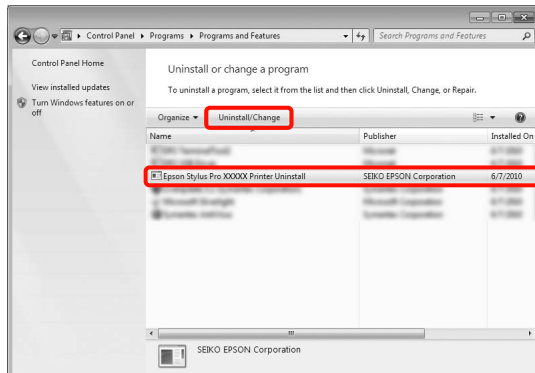 Control Panel ▸ Programs ▸ Programs and Features
Search Programs and Features
Control Panel Home
View installed updates
Turn Windows features on or off
Uninstall or change a program
To uninstall a program, select it from the list and then click Uninstall, Change, or Repair.
Organize
Uninstall/Change
Name Publisher Installed On
Epson Stylus Pro XXXXX Printer Uninstall SEIKO EPSON Corporation 6/7/2010
SEIKO EPSON Corporation